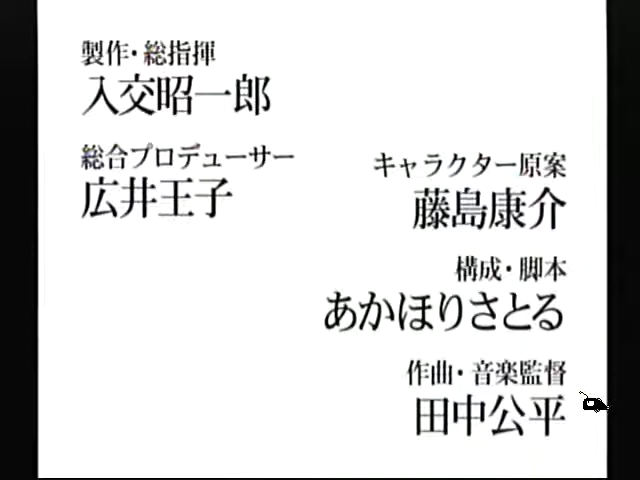 製作・総指揮
入交昭一郎
総合プロデューサー
広井王子
キャラクター原案
藤島康介
構成・脚本
あかほりさとる
作曲・音楽監督
田中公平